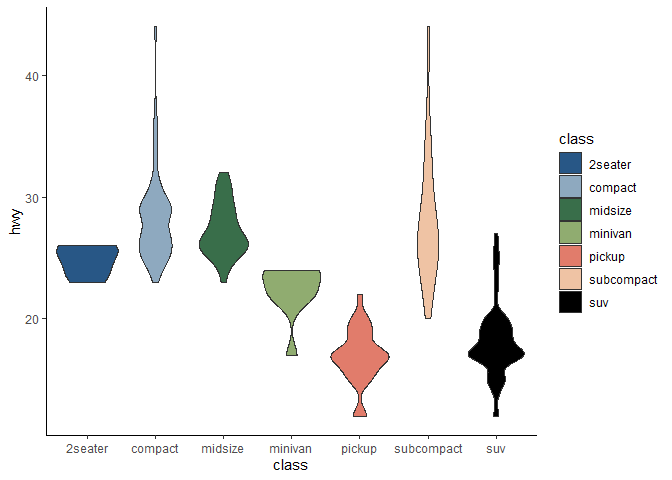 hwy
40
30
20
2seater compact midsize minivan pickup subcompact suv
class
class
2seater
compact
midsize
minivan
pickup
subcompact
suv